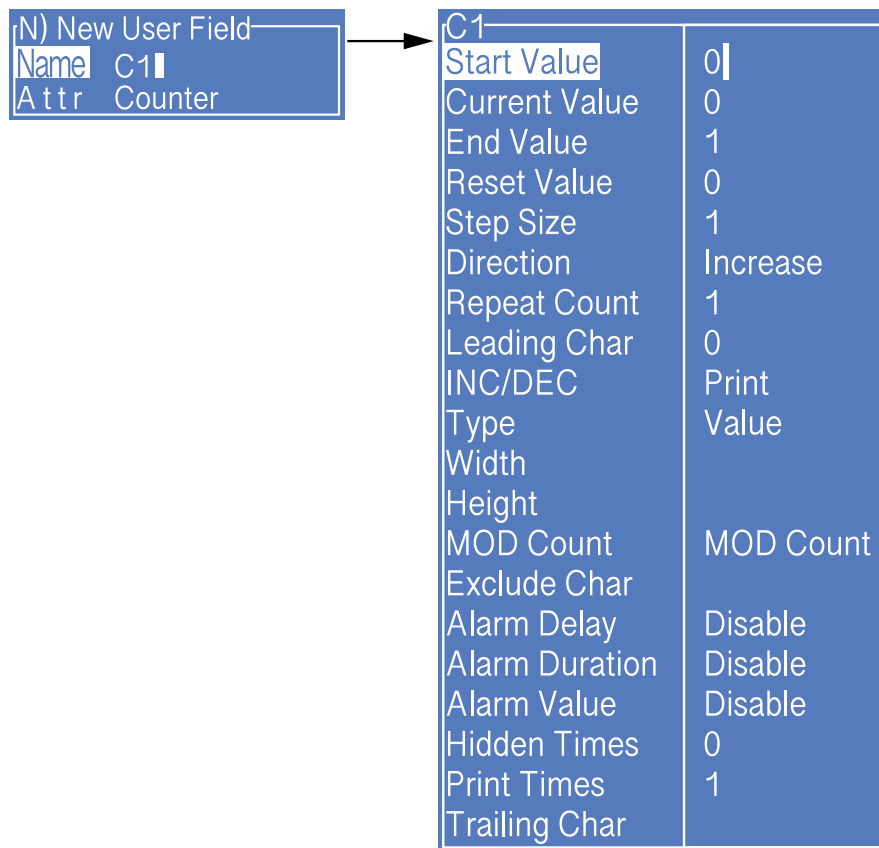 N) New User Field
Name C1
Attr Counter
C1
Start Value 0
Current Value 0
End Value 1
Reset Value 0
Step Size 1
Direction Increase
Repeat Count 1
Leading Char 0
INC/DEC Print
Type Value
Width
Height
MOD Count MOD Count
Exclude Char
Alarm Delay Disable
Alarm Duration Disable
Alarm Value Disable
Hidden Times 0
Print Times 1
Trailing Char